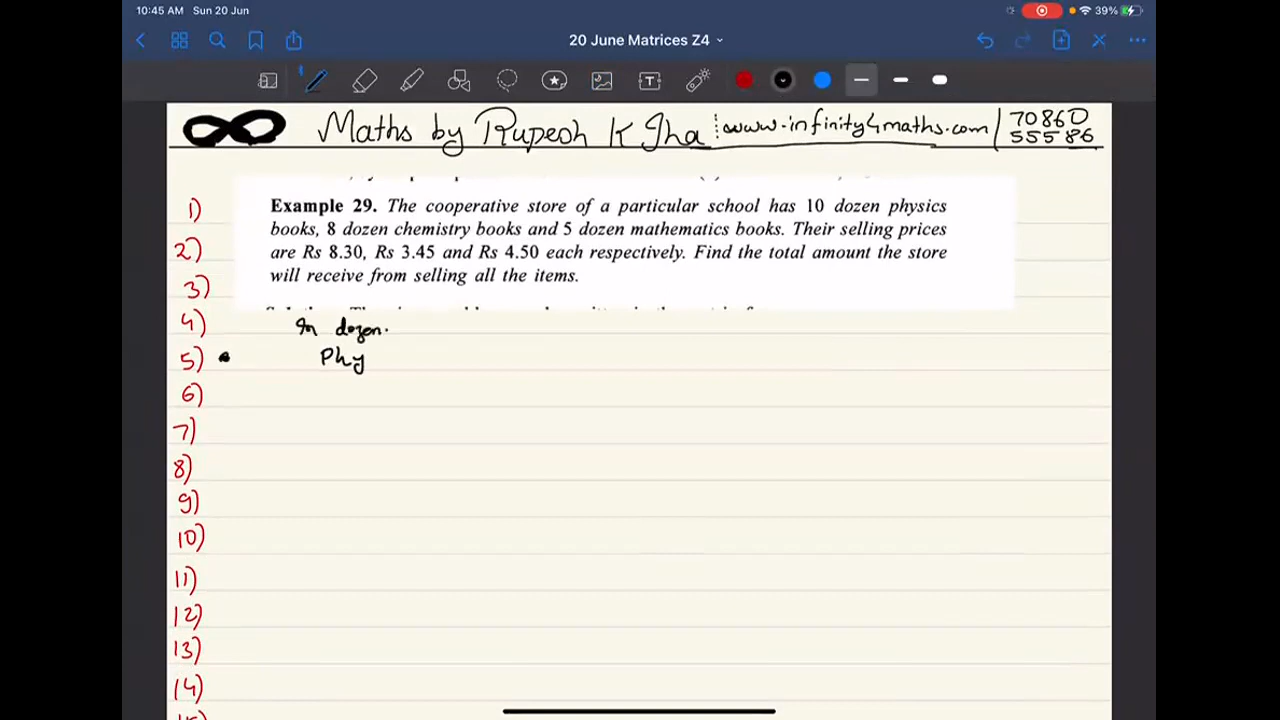 10:45 AM Sun 20 Jun
39%
20 June Matrices Z4
Maths by Rupesh K Jha www.infinity4maths.com 70860
55586
1)
Example 29. The cooperative store of a particular school has 10 dozen physics
2)
books, 8 dozen chemistry books and 5 dozen mathematics books. Their selling prices
are Rs 8.30, Rs 3.45 and Rs 4.50 each respectively. Find the total amount the store
3)
will receive from selling all the items.
4)
In dozen.
5)
Phy
6)
7)
8)
9)
10)
11)
12)
13)
14)